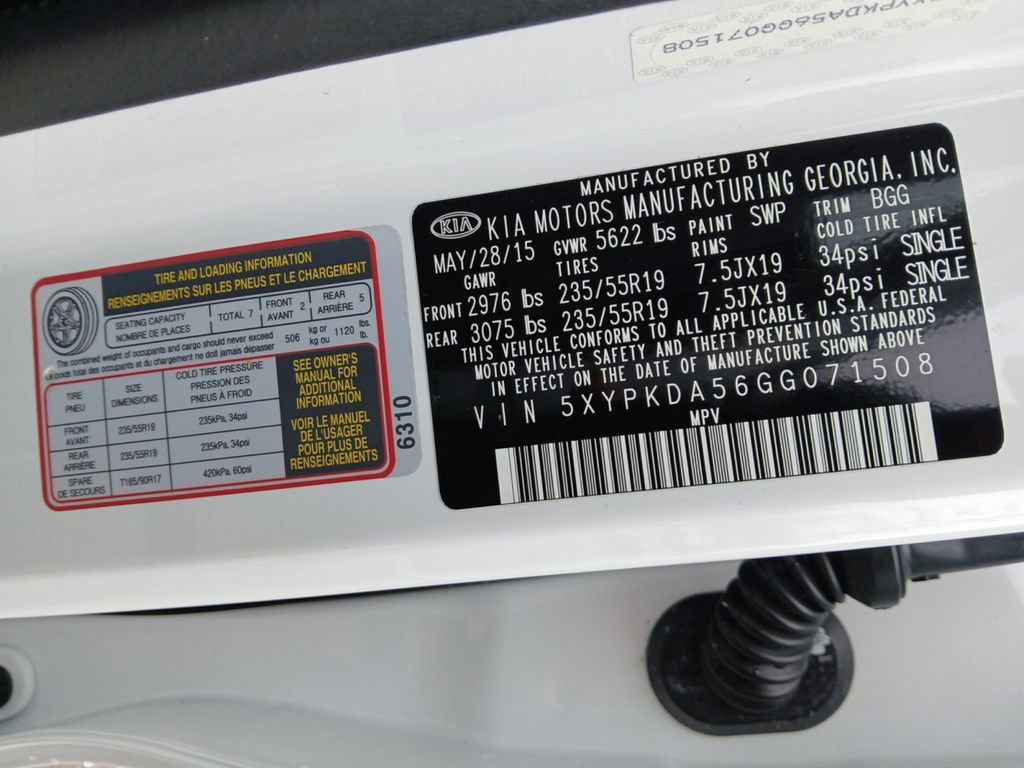 5XYPKDA56GG071508
MANUFACTURED BY
KIA KIA MOTORS MANUFACTURING GEORGIA, INC.
MAY/28/15 GVWR 5622 lbs PAINT SWP TRIM BGG
GAWR TIRES RIMS COLD TIRE INFL
FRONT 2976 lbs 235/55R19 7.5JX19 34psi SINGLE
REAR 3075 lbs 235/55R19 7.5JX19 34psi SINGLE
THIS VEHICLE CONFORMS TO ALL APPLICABLE U.S.A. FEDERAL
MOTOR VEHICLE SAFETY AND THEFT PREVENTION STANDARDS
IN EFFECT ON THE DATE OF MANUFACTURE SHOWN ABOVE
VIN 5XYPKDA56GG071508
MPV
TIRE AND LOADING INFORMATION
RENSEIGNEMENTS SUR LES PNEUS ET LE CHARGEMENT
SEATING CAPACITY
NOMBRE DE PLACES
TOTAL 7
FRONT
AVANT
2
REAR
ARRIÈRE
5
The combined weight of occupants and cargo should never exceed
Le poids total des occupants et du chargement ne doit jamais dépasser
506 kg or
kg ou
1120 lbs.
lb.
TIRE
PNEU
SIZE
DIMENSIONS
COLD TIRE PRESSURE
PRESSION DES
PNEUS À FROID
FRONT
AVANT
235/55R19
235kPa, 34psi
REAR
ARRIÈRE
235/55R19
235kPa, 34psi
SPARE
DE SECOURS
T165/90R17
420kPa, 60psi
SEE OWNER'S
MANUAL FOR
ADDITIONAL
INFORMATION
VOIR LE MANUEL
DE L'USAGER
POUR PLUS DE
RENSEIGNEMENTS
6310